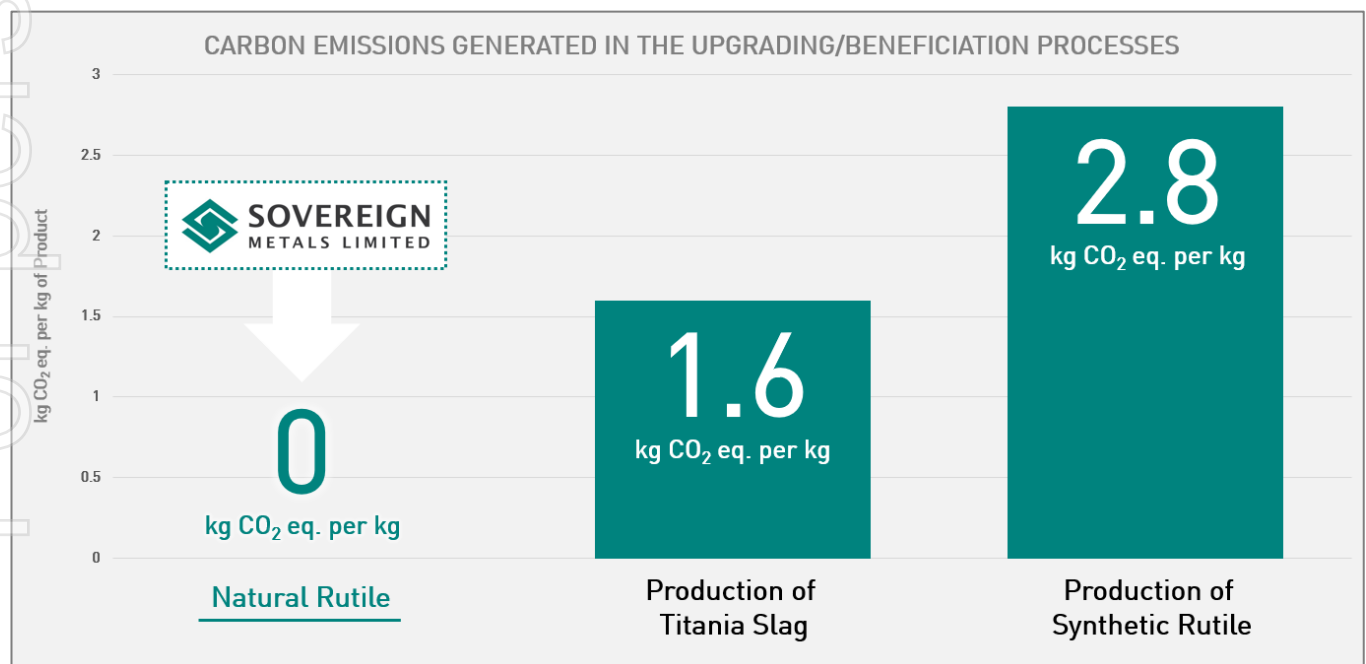 CARBON EMISSIONS GENERATED IN THE UPGRADING/BENEFICIATION PROCESSES
kg CO₂ eq. per kg of Product
3
2.5
2
1.5
1
0.5
0
SOVEREIGN
METALS LIMITED
0
kg CO₂ eq. per kg
1.6
kg CO₂ eq. per kg
2.8
kg CO₂ eq. per kg
Natural Rutile
Production of
Titania Slag
Production of
Synthetic Rutile